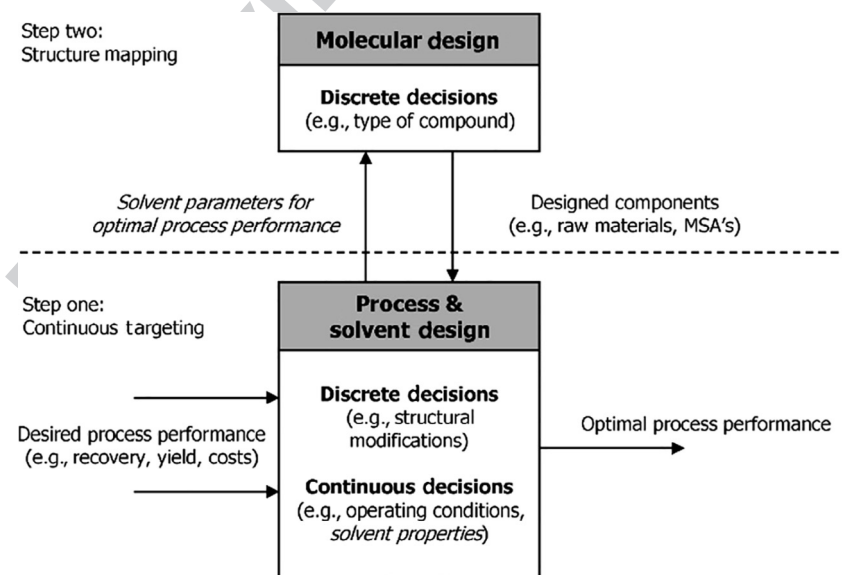 Step two:
Structure mapping
Molecular design
Discrete decisions
(e.g., type of compound)
Solvent parameters for
optimal process performance
Designed components
(e.g., raw materials, MSA's)
Step one:
Continuous targeting
Process &
solvent design
Desired process performance
(e.g., recovery, yield, costs)
Discrete decisions
(e.g., structural
modifications)
Continuous decisions
(e.g., operating conditions,
solvent properties)
Optimal process performance